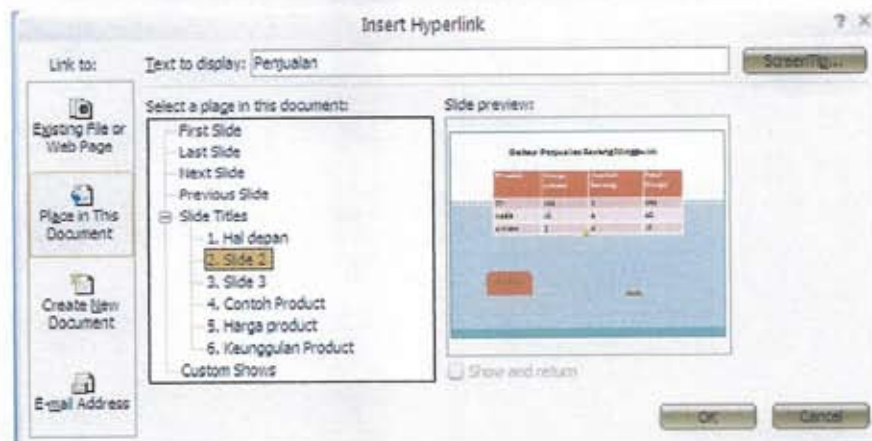 Insert Hyperlink
? X
Link to:
Text to display: Penjualan
ScreenTip...
Existing File or Web Page
Place in This Document
Create New Document
E-mail Address
Select a place in this document:
First Slide
Last Slide
Next Slide
Previous Slide
Slide Titles
1. Hal depan
2. Slide 2
3. Slide 3
4. Contoh Product
5. Harga product
6. Keunggulan Product
Custom Shows
Slide preview:
Show and return
OK
Cancel